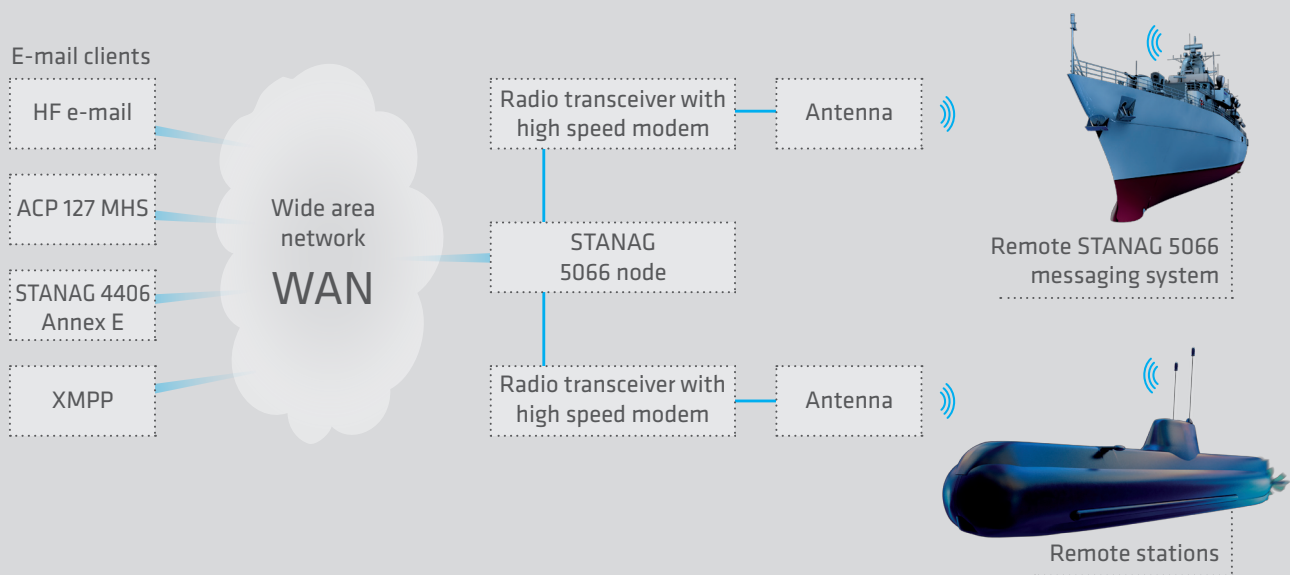 E-mail clients
HF e-mail
ACP 127 MHS
STANAG 4406
Annex E
XMPP
Wide area
network
WAN
Radio transceiver with
high speed modem
Antenna
STANAG
5066 node
Radio transceiver with
high speed modem
Antenna
Remote STANAG 5066
messaging system
Remote stations